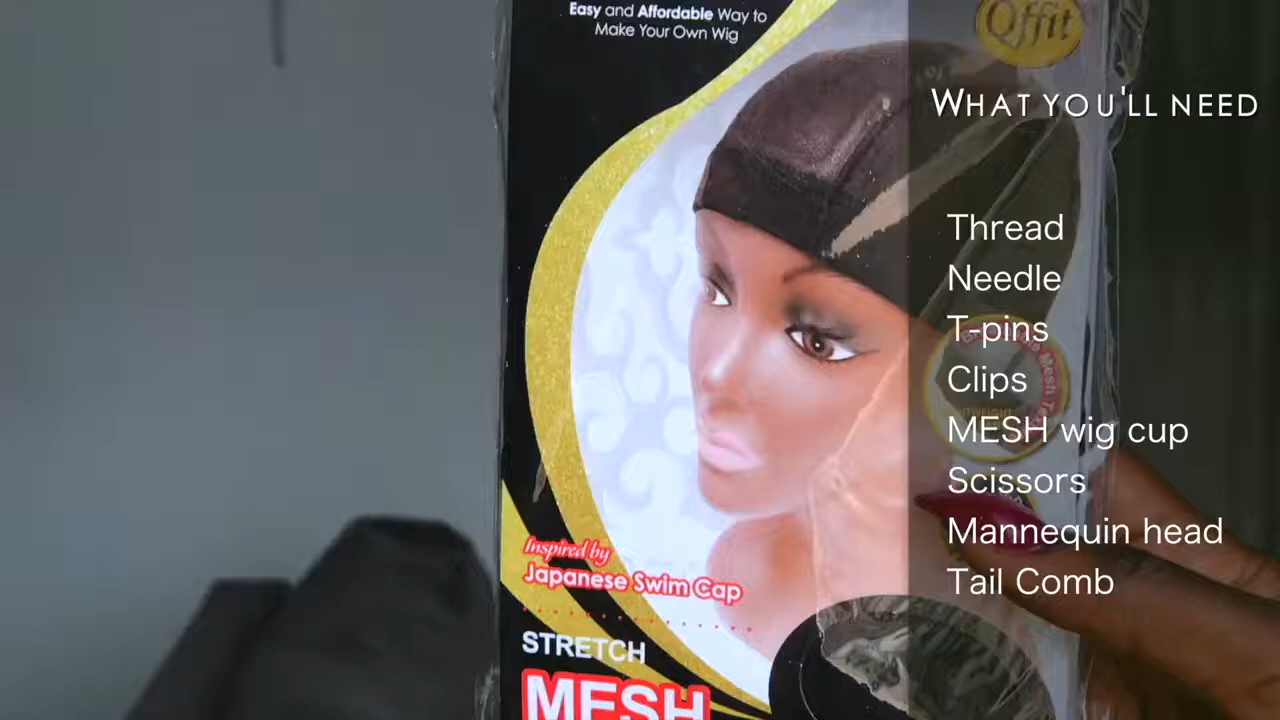 Easy and Affordable Way to
Make Your Own Wig
Qffit
WHAT YOU'LL NEED
Thread
Needle
T-pins
Clips
MESH wig cup
Scissors
Mannequin head
Tail Comb
Inspired by
Japanese Swim Cap
STRETCH
MESH